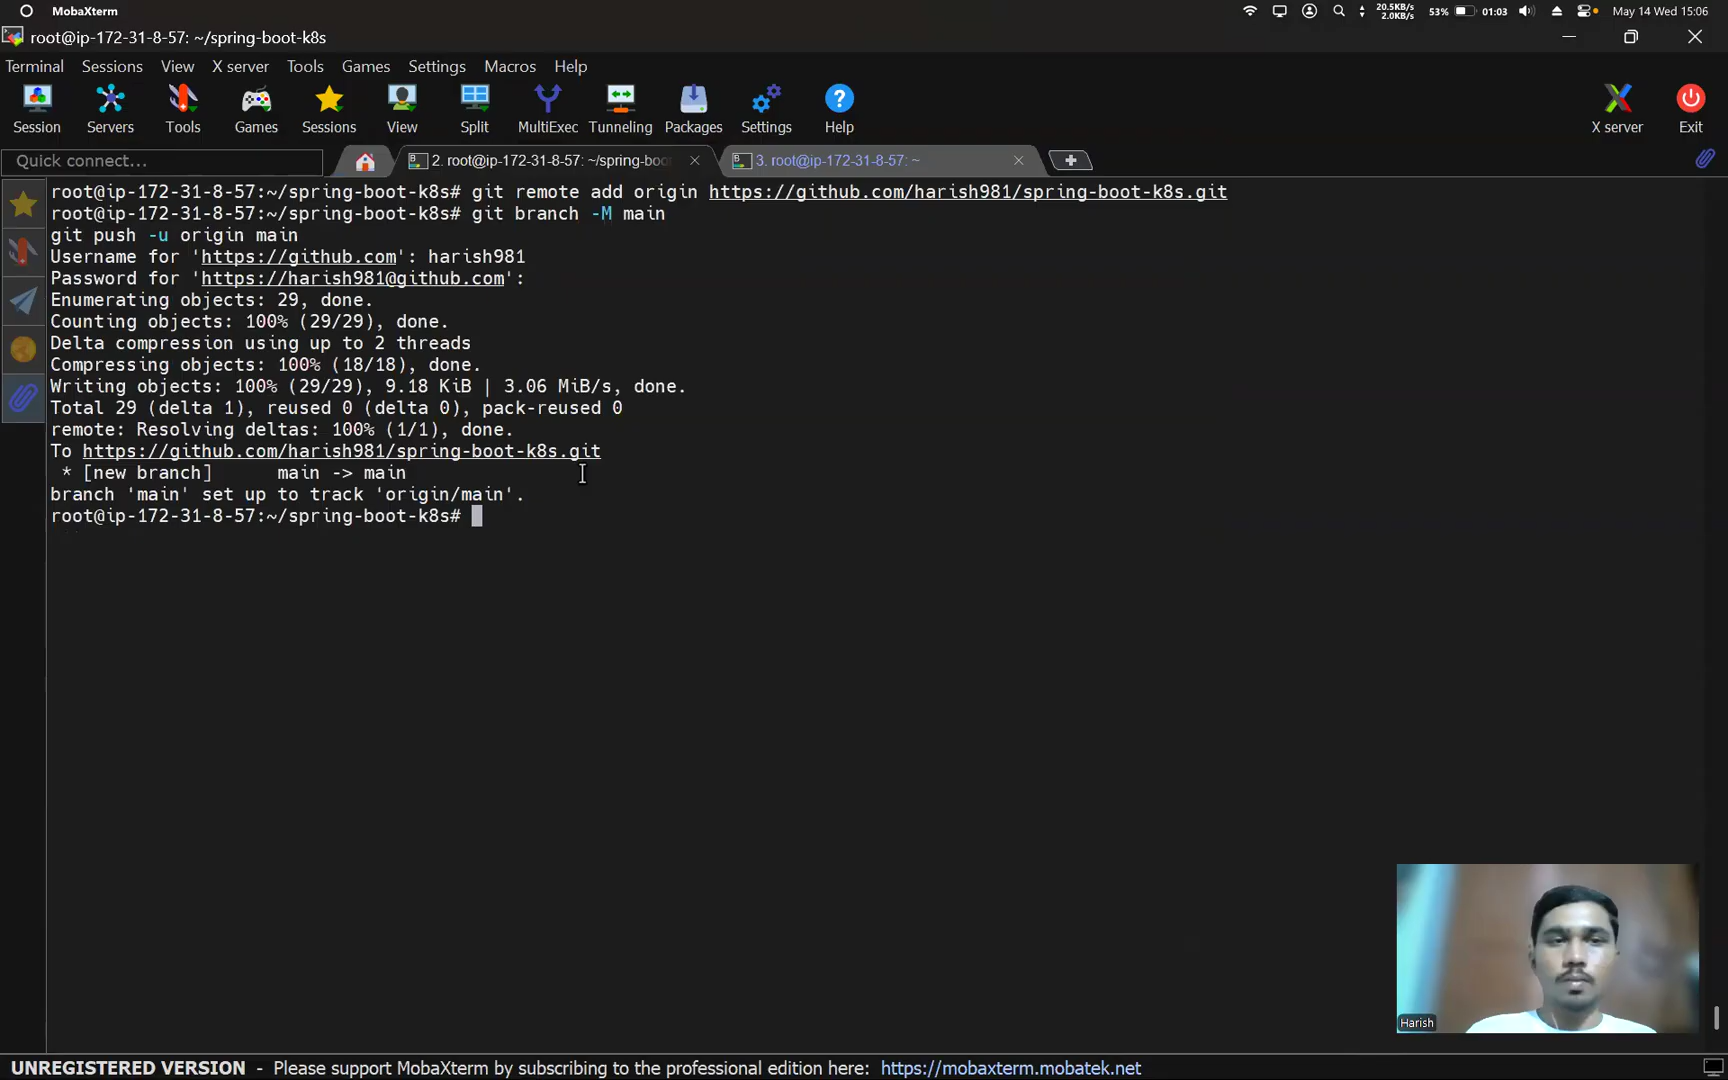 MobaXterm
20.5KB/s
2.0KB/s
53%
01:03
May 14 Wed 15:06
root@ip-172-31-8-57: ~/spring-boot-k8s
Terminal Sessions View X server Tools Games Settings Macros Help
Session Servers Tools Games Sessions View Split MultiExec Tunneling Packages Settings Help X server Exit
Quick connect...
2. root@ip-172-31-8-57: ~/spring-boo
3. root@ip-172-31-8-57: ~
root@ip-172-31-8-57:~/spring-boot-k8s# git remote add origin https://github.com/harish981/spring-boot-k8s.git
root@ip-172-31-8-57:~/spring-boot-k8s# git branch -M main
git push -u origin main
Username for 'https://github.com': harish981
Password for 'https://harish981@github.com':
Enumerating objects: 29, done.
Counting objects: 100% (29/29), done.
Delta compression using up to 2 threads
Compressing objects: 100% (18/18), done.
Writing objects: 100% (29/29), 9.18 KiB | 3.06 MiB/s, done.
Total 29 (delta 1), reused 0 (delta 0), pack-reused 0
remote: Resolving deltas: 100% (1/1), done.
To https://github.com/harish981/spring-boot-k8s.git
* [new branch] main -> main
branch 'main' set up to track 'origin/main'.
root@ip-172-31-8-57:~/spring-boot-k8s#
Harish
UNREGISTERED VERSION - Please support MobaXterm by subscribing to the professional edition here: https://mobaxterm.mobatek.net